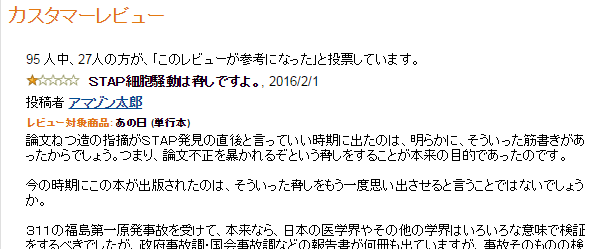 カスタマーレビュー
95 人中、27人の方が、「このレビューが参考になった」と投票しています。
STAP細胞騒動は脅しですよ。, 2016/2/1
投稿者 アマゾン太郎
レビュー対象商品: あの日 (単行本)
論文ねつ造の指摘がSTAP発見の直後と言っていい時期に出たのは、明らかに、そういった筋書きがあ
ったからでしょう。つまり、論文不正を暴かれるぞという脅しをすることが本来の目的であったのです。
今の時期にこの本が出版されたのは、そういった脅しをもう一度思い出させると言うことではないでしょう
か。
311の福島第一原発事故を受けて、本来なら、日本の医学界やその他の学界はいろいろな意味で検証
をするべきでしたが、政府事故調・国会事故調などの報告書が何冊も出ていますが、事故そのものの検